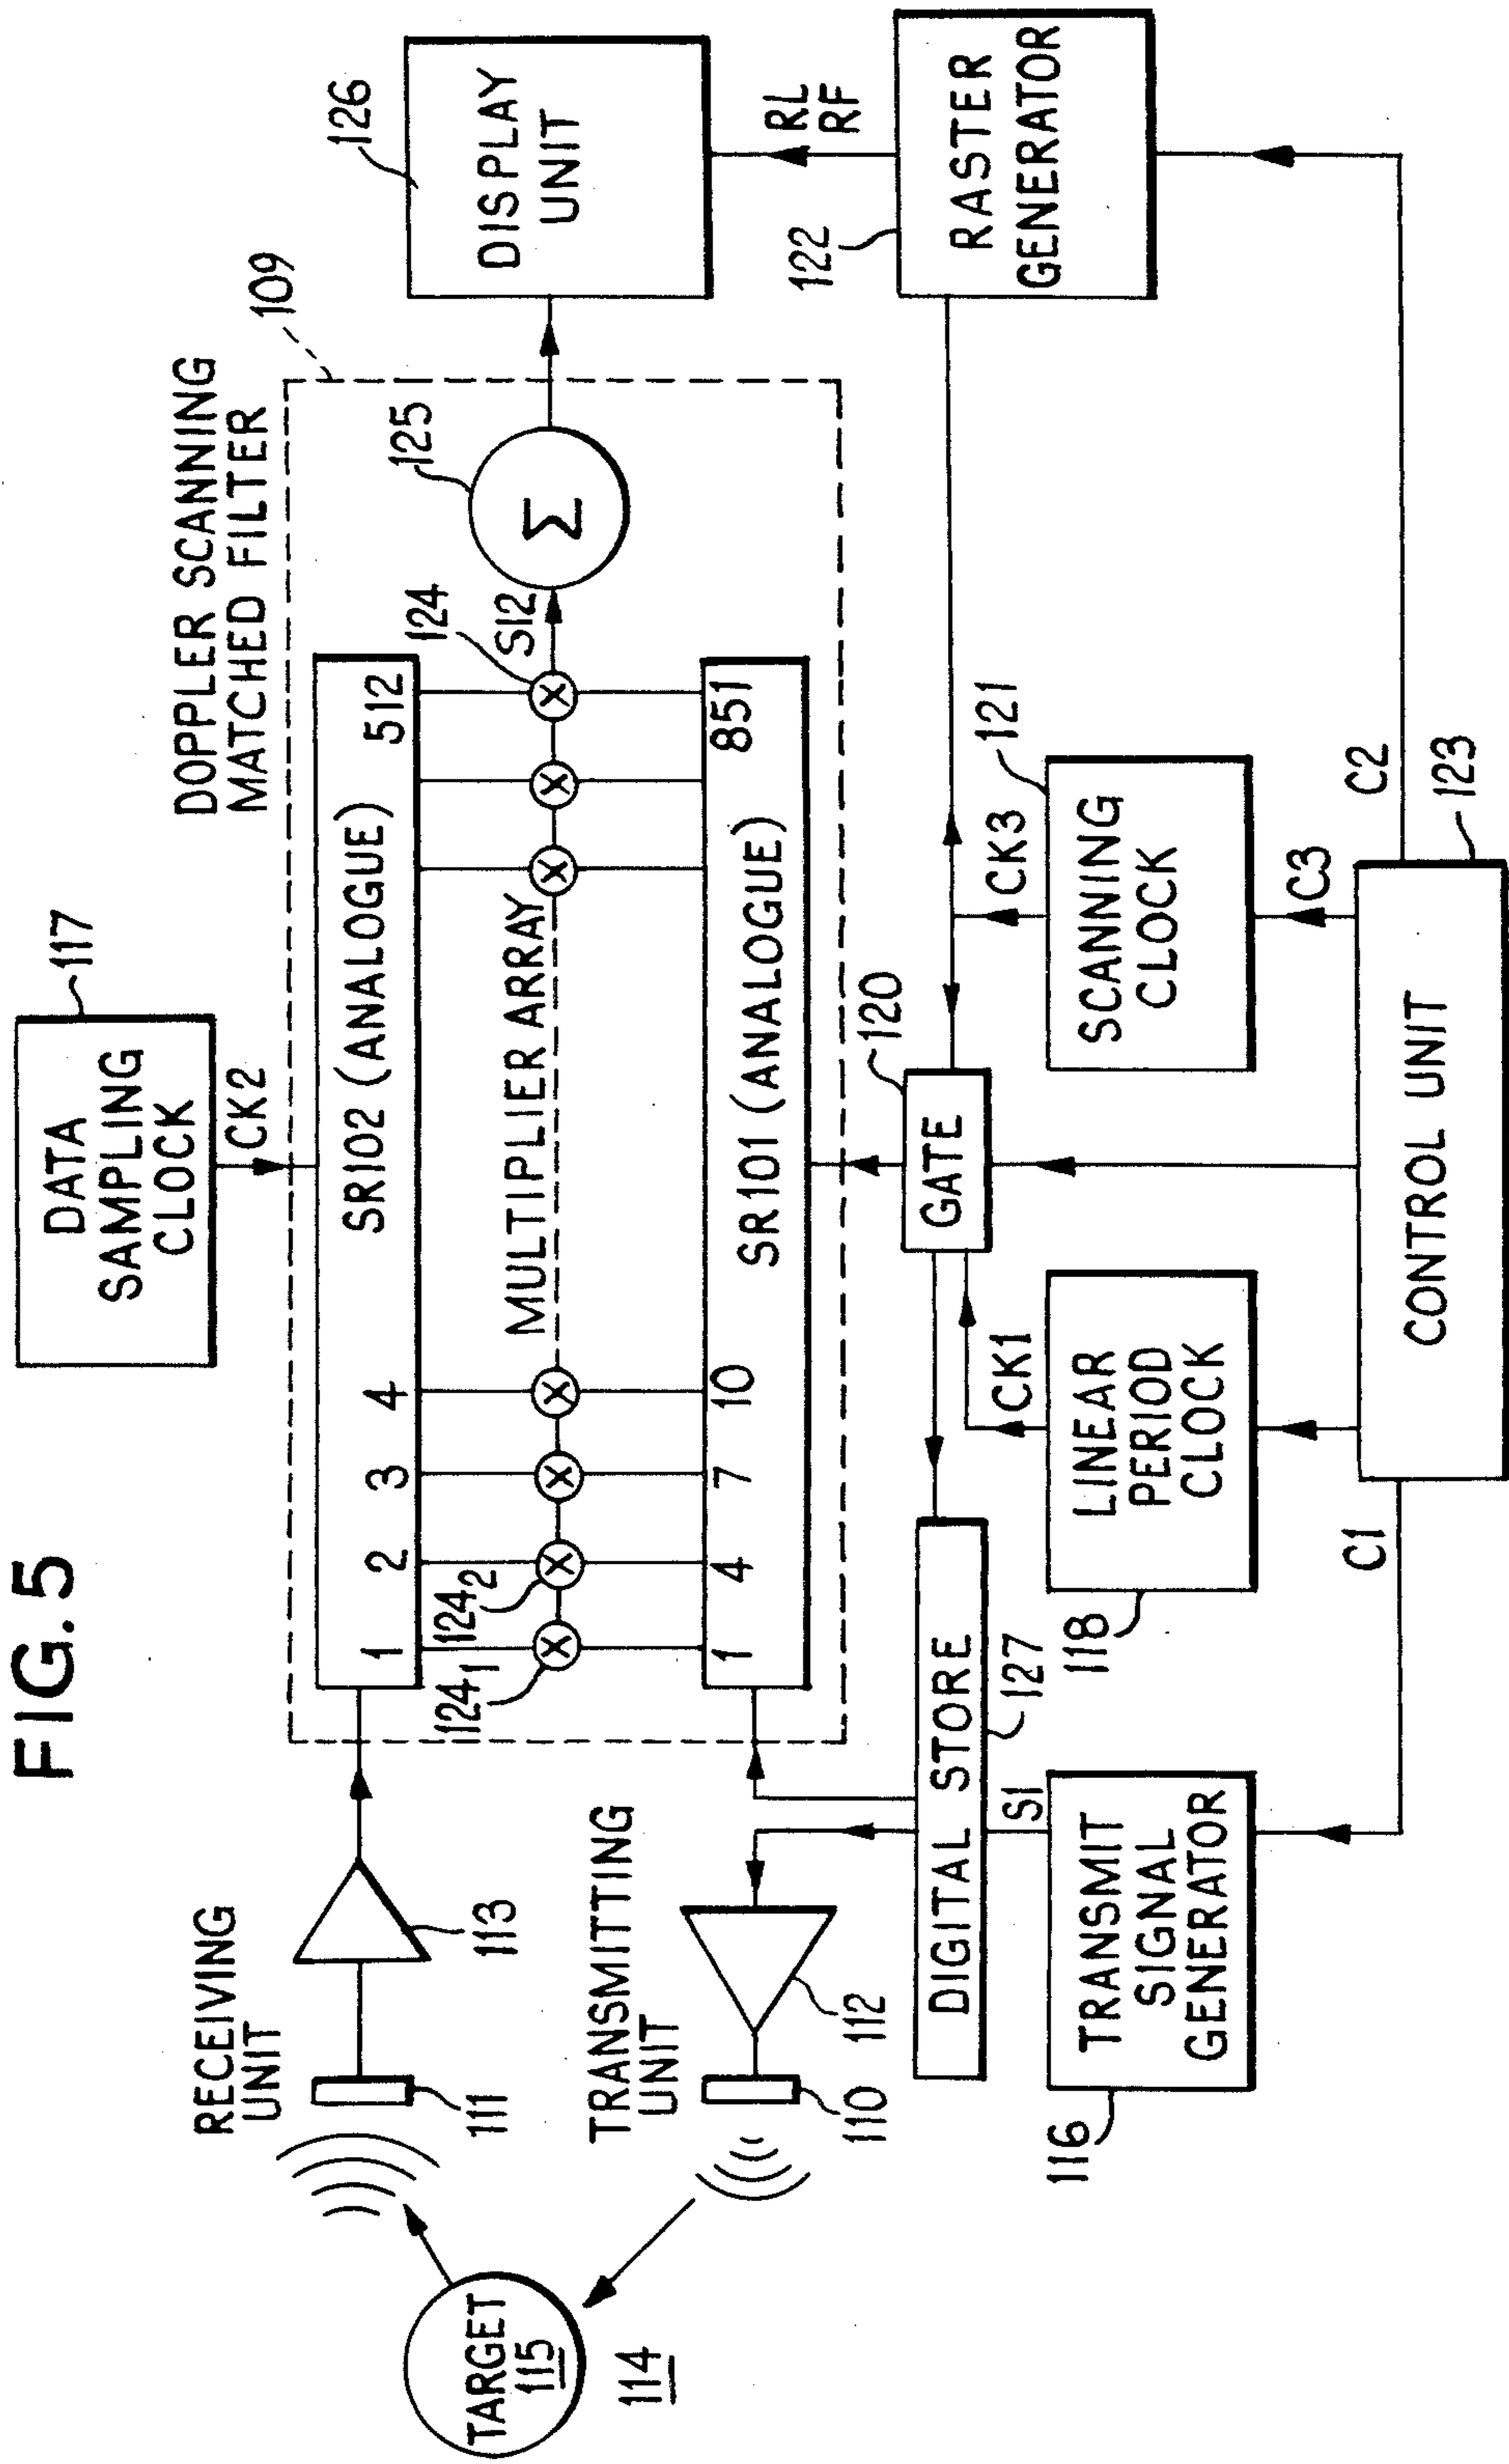 FIG. 5
DATA
SAMPLING
CLOCK
117
CK2
DOPPLER SCANNING
MATCHED FILTER
109
RECEIVING
UNIT
111
113
SR102 (ANALOGUE)
1
2
3
4
512
MULTIPLIER ARRAY
124₁
124₂
X
X
X
X
X
X
X
124
S12
Σ
125
DISPLAY
UNIT
126
TARGET
115
114
TRANSMITTING
UNIT
110
112
SR101 (ANALOGUE)
1
4
7
10
851
RL
RF
RASTER
GENERATOR
122
DIGITAL STORE
127
GATE
120
S1
TRANSMIT
SIGNAL
GENERATOR
116
CK1
LINEAR
PERIOD
CLOCK
118
CK3
SCANNING
CLOCK
121
C1
C3
C2
CONTROL UNIT
123